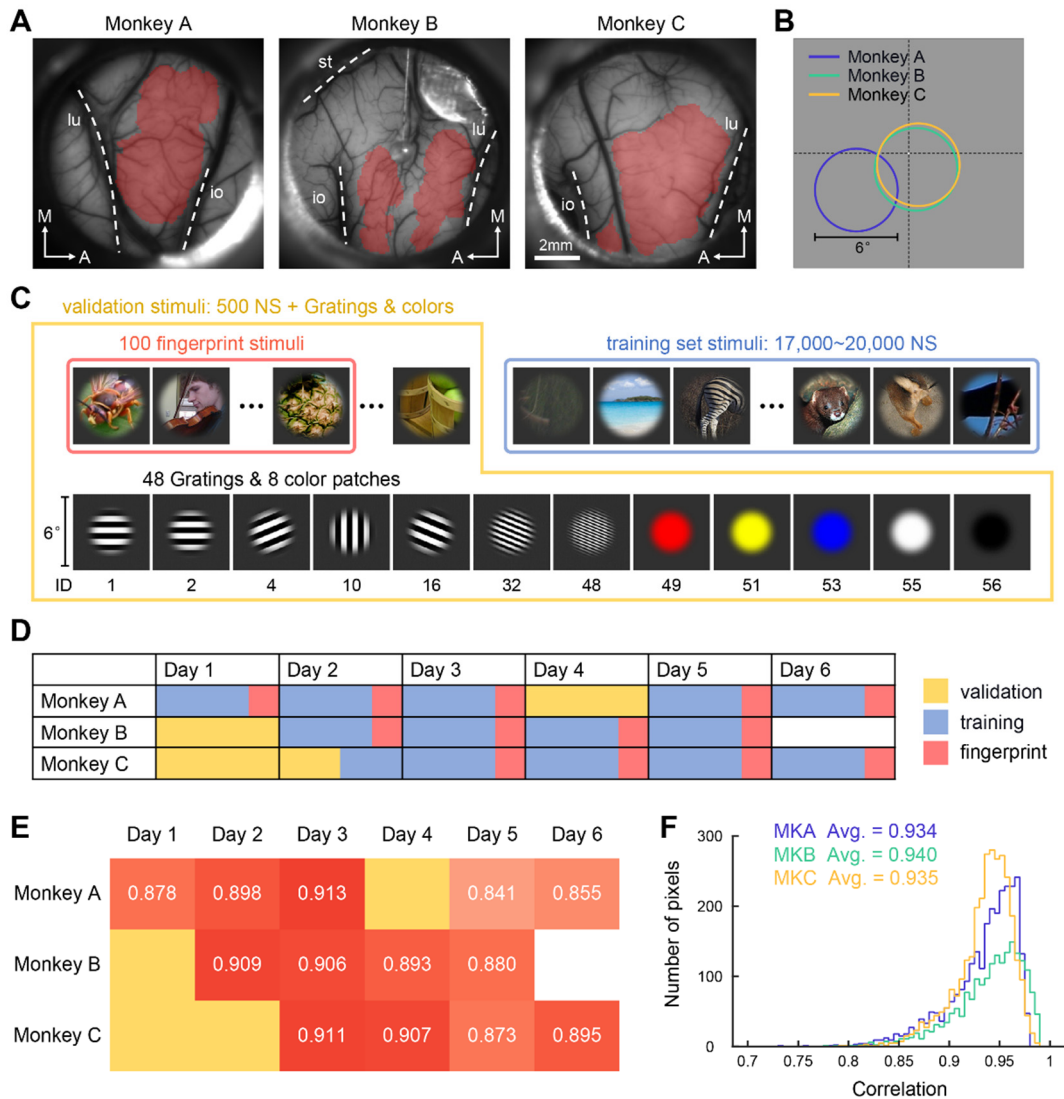 A
Monkey A
Monkey B
Monkey C
lu
io
M
A
st
lu
io
M
A
lu
io
2mm
M
A
B
Monkey A
Monkey B
Monkey C
6°
C
validation stimuli: 500 NS + Gratings & colors
100 fingerprint stimuli
training set stimuli: 17,000~20,000 NS
48 Gratings & 8 color patches
6°
ID 1 2 4 10 16 32 48 49 51 53 55 56
D
Day 1 Day 2 Day 3 Day 4 Day 5 Day 6
Monkey A
Monkey B
Monkey C
validation
training
fingerprint
E
Day 1 Day 2 Day 3 Day 4 Day 5 Day 6
Monkey A 0.878 0.898 0.913 0.841 0.855
Monkey B 0.909 0.906 0.893 0.880
Monkey C 0.911 0.907 0.873 0.895
F
MKA Avg. = 0.934
MKB Avg. = 0.940
MKC Avg. = 0.935
Number of pixels
300
200
100
0
0.7 0.75 0.8 0.85 0.9 0.95 1
Correlation